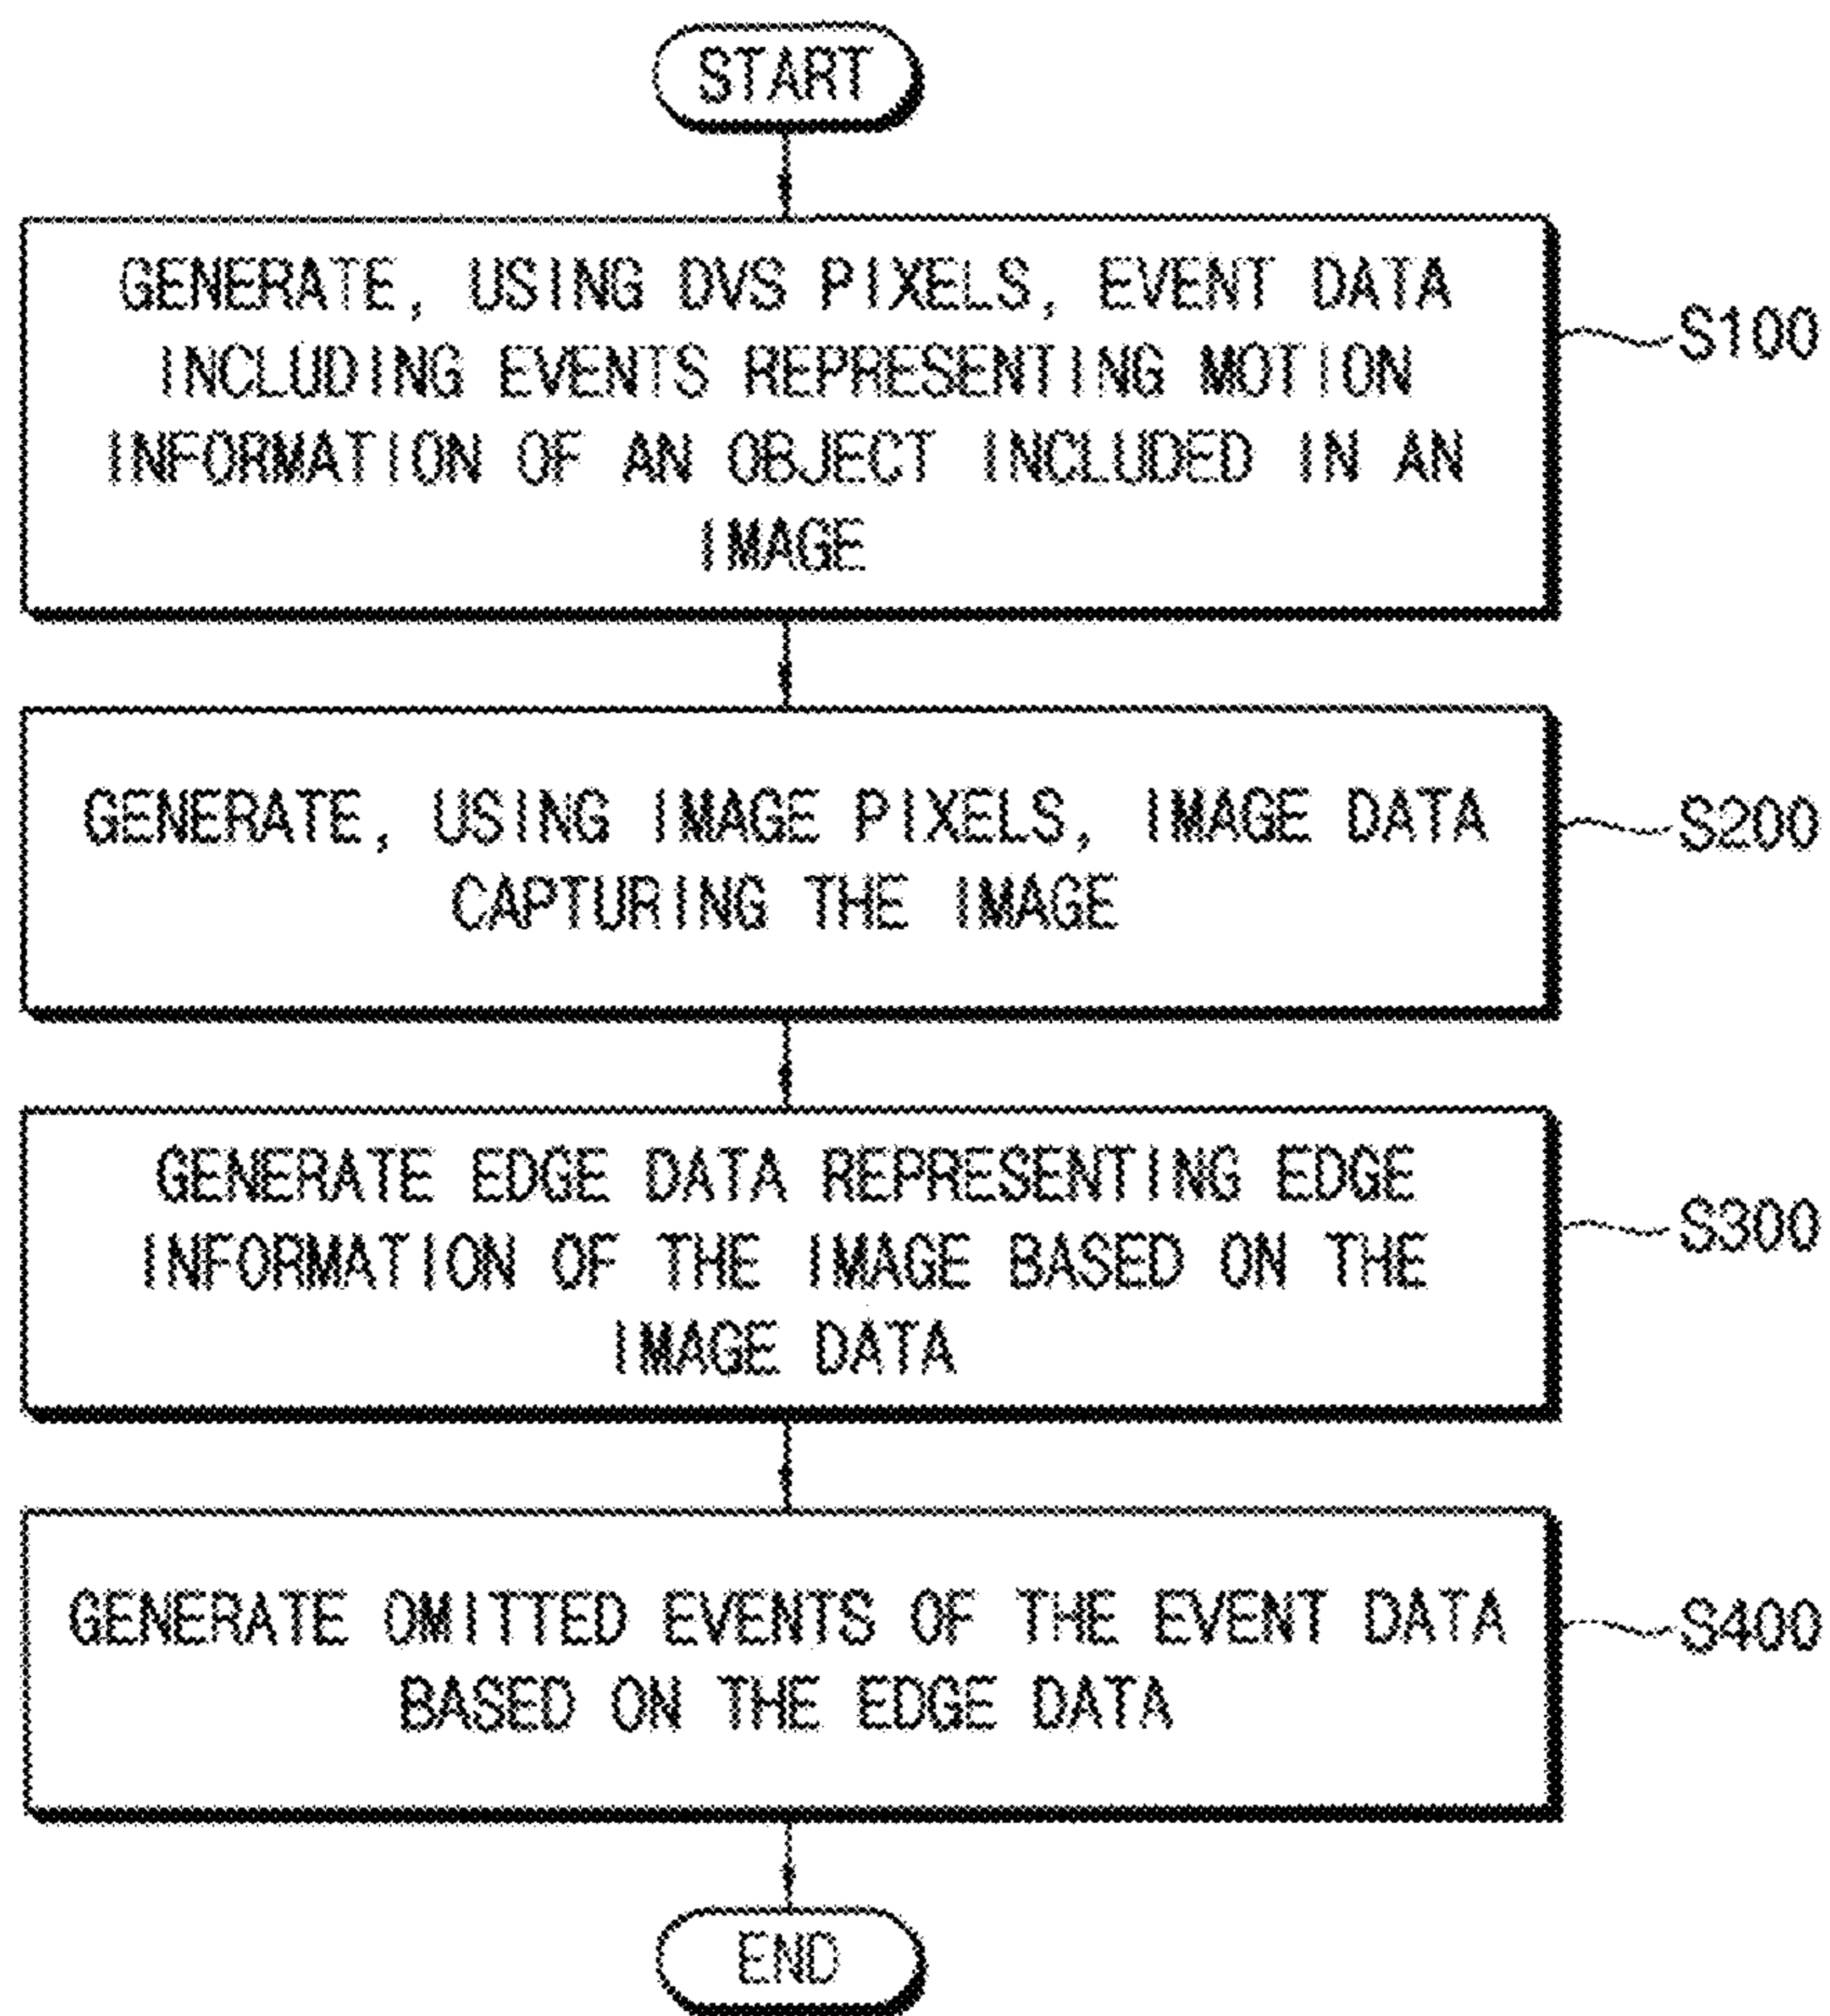 START
GENERATE, USING DVS PIXELS, EVENT DATA
INCLUDING EVENTS REPRESENTING MOTION
INFORMATION OF AN OBJECT INCLUDED IN AN
IMAGE
S100
GENERATE, USING IMAGE PIXELS, IMAGE DATA
CAPTURING THE IMAGE
S200
GENERATE EDGE DATA REPRESENTING EDGE
INFORMATION OF THE IMAGE BASED ON THE
IMAGE DATA
S300
GENERATE OMITTED EVENTS OF THE EVENT DATA
BASED ON THE EDGE DATA
S400
END